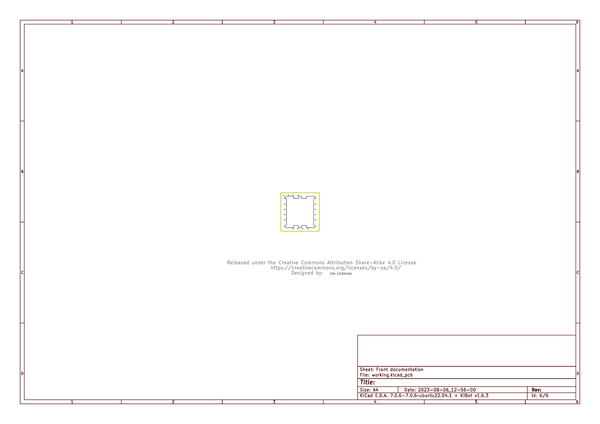 1 2 3 4 5 6
A A
B B
Released under the Creative Commons Attribution Share-Alike 4.0 License
https://creativecommons.org/licenses/by-sa/4.0/
Designed by:
C C
Sheet: Front documentation
File: working.kicad_pcb
D D
Title:
Size: A4 Date: 2023-08-06_12-56-00 Rev:
KiCad E.D.A. 7.0.6-7.0.6~ubuntu22.04.1 + KiBot v1.6.3 Id: 6/6
1 2 3 4 5 6